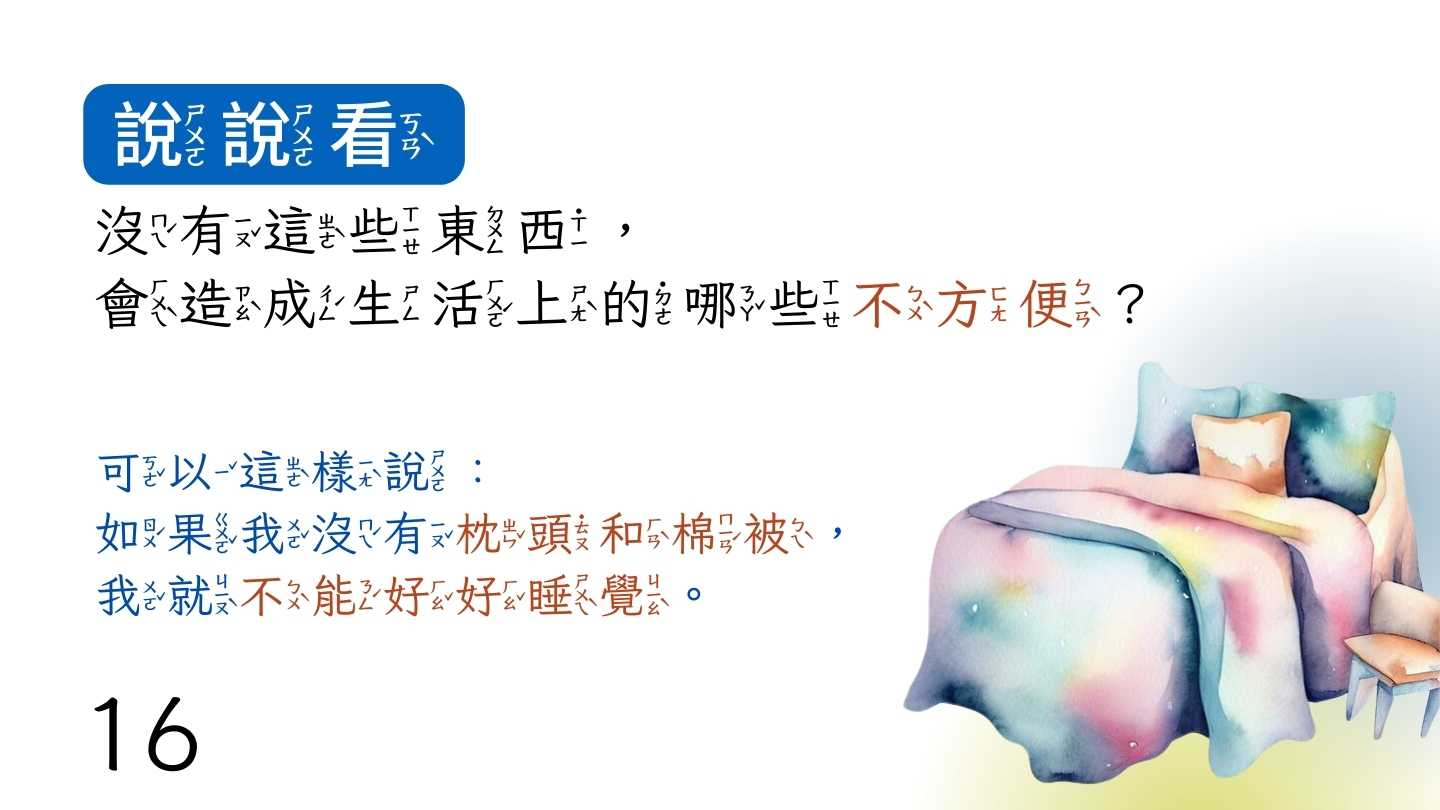 說說看
沒有這些東西，
會造成生活上的哪些不方便？
可以這樣說：
如果我沒有枕頭和棉被，
我就不能好好睡覺。
16